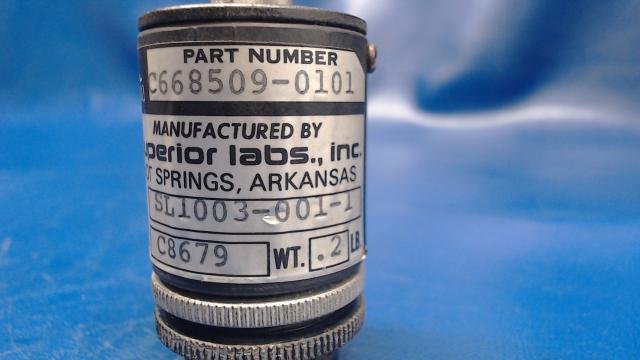 PART NUMBER
C668509-0101
MANUFACTURED BY
perior labs., inc.
T SPRINGS, ARKANSAS
SL1003-001-1
C8679 WT. .2 LB.